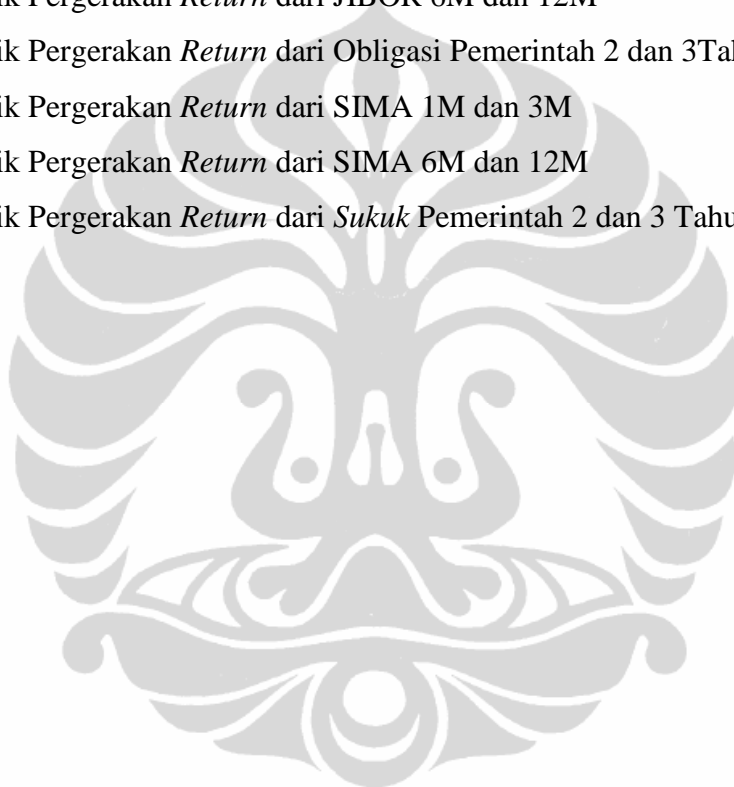 ik Pergerakan Return dari JIBOR 6M dan 12M
ik Pergerakan Return dari Obligasi Pemerintah 2 dan 3Tah
ik Pergerakan Return dari SIMA 1M dan 3M
ik Pergerakan Return dari SIMA 6M dan 12M
ik Pergerakan Return dari Sukuk Pemerintah 2 dan 3 Tahu